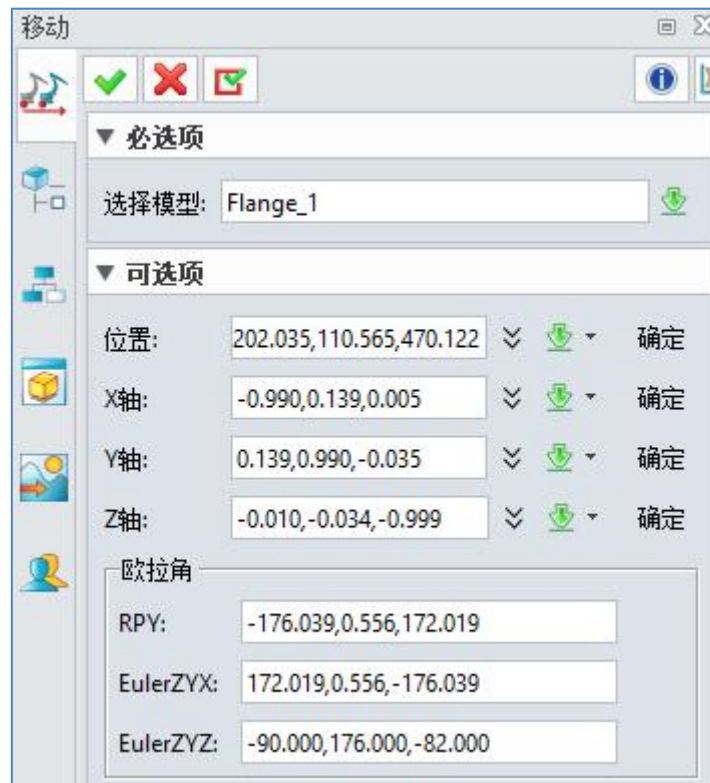 移动
必选项
选择模型: Flange_1
可选项
位置: 202.035,110.565,470.122 确定
X轴: -0.990,0.139,0.005 确定
Y轴: 0.139,0.990,-0.035 确定
Z轴: -0.010,-0.034,-0.999 确定
欧拉角
RPY: -176.039,0.556,172.019
EulerZYX: 172.019,0.556,-176.039
EulerZYZ: -90.000,176.000,-82.000